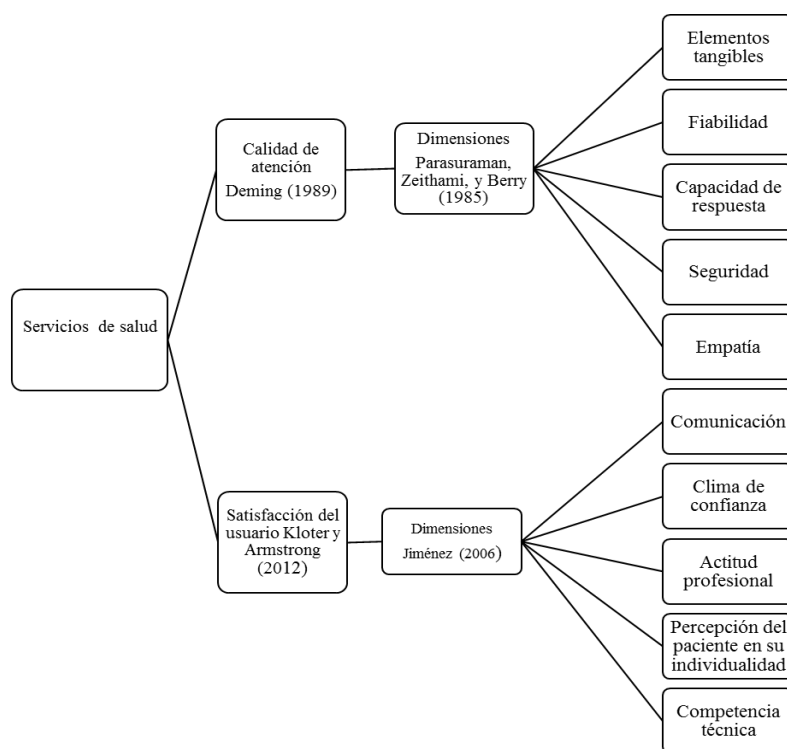 Servicios de salud
Calidad de
atención
Deming (1989)
Dimensiones
Parasuraman,
Zeithami, y Berry
(1985)
Elementos
tangibles
Fiabilidad
Capacidad de
respuesta
Seguridad
Empatía
Satisfacción del
usuario Kloter y
Armstrong
(2012)
Dimensiones
Jiménez (2006)
Comunicación
Clima de
confianza
Actitud
profesional
Percepción del
paciente en su
individualidad
Competencia
técnica